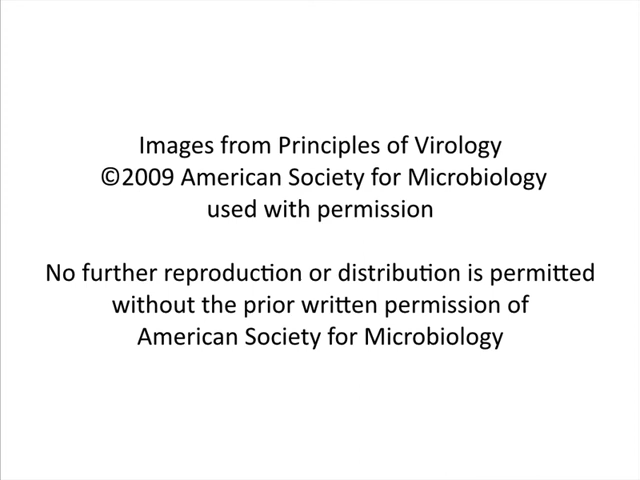 Images from Principles of Virology
©2009 American Society for Microbiology
used with permission
No further reproduction or distribution is permitted
without the prior written permission of
American Society for Microbiology